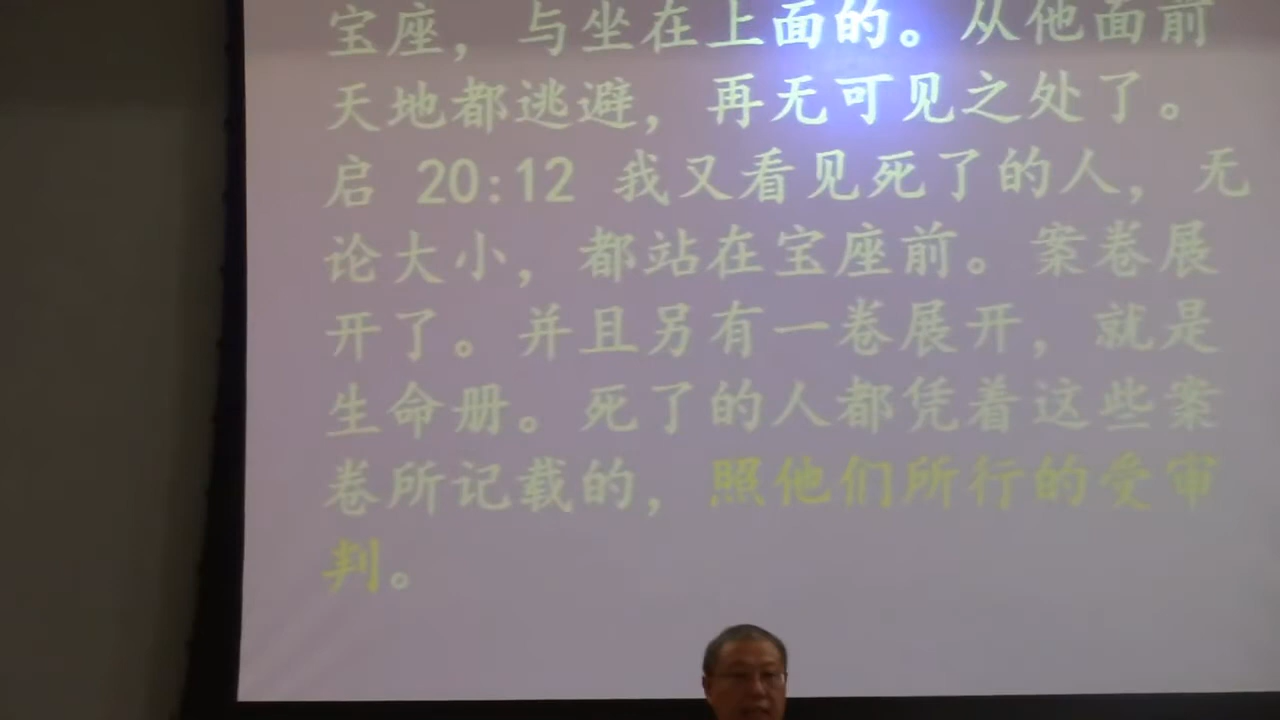 宝座，与坐在上面的。从他面前
天地都逃避，再无可见之处了。
启 20:12 我又看见死了的人，无
论大小，都站在宝座前。案卷展
开了。并且另有一卷展开，就是
生命册。死了的人都凭着这些案
卷所记载的，照他们所行的受审
判。